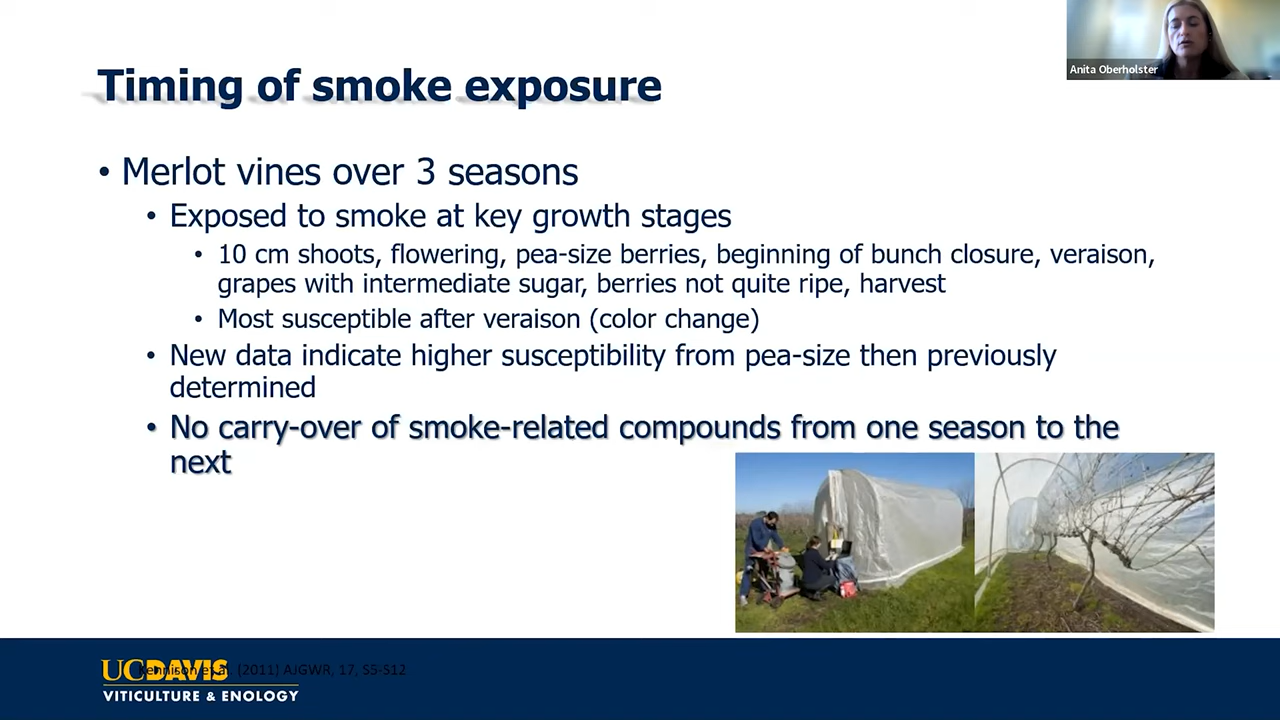 Anita Oberholster
Timing of smoke exposure
• Merlot vines over 3 seasons
• Exposed to smoke at key growth stages
• 10 cm shoots, flowering, pea-size berries, beginning of bunch closure, veraison,
grapes with intermediate sugar, berries not quite ripe, harvest
• Most susceptible after veraison (color change)
• New data indicate higher susceptibility from pea-size then previously
determined
• No carry-over of smoke-related compounds from one season to the
next
Kennison et al. (2011) AJGWR, 17, S5-S12
UCDAVIS
VITICULTURE & ENOLOGY